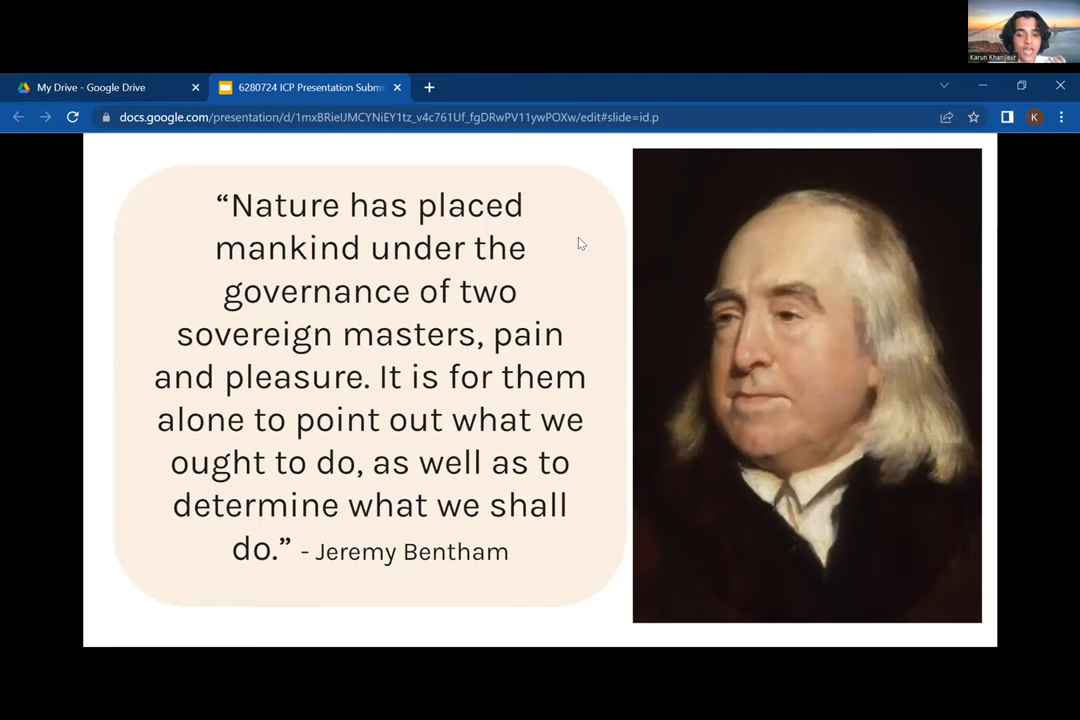 Karun Khanijaur
My Drive - Google Drive
6280724 ICP Presentation Subm
docs.google.com/presentation/d/1mxBRielJMCYNiEY1tz_v4c761Uf_fgDRwPV11ywPOXw/edit#slide=id.p
K
“Nature has placed
mankind under the
governance of two
sovereign masters, pain
and pleasure. It is for them
alone to point out what we
ought to do, as well as to
determine what we shall
do.” - Jeremy Bentham